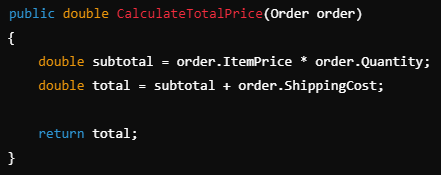 public double CalculateTotalPrice(Order order)
{
    double subtotal = order.ItemPrice * order.Quantity;
    double total = subtotal + order.ShippingCost;

    return total;
}